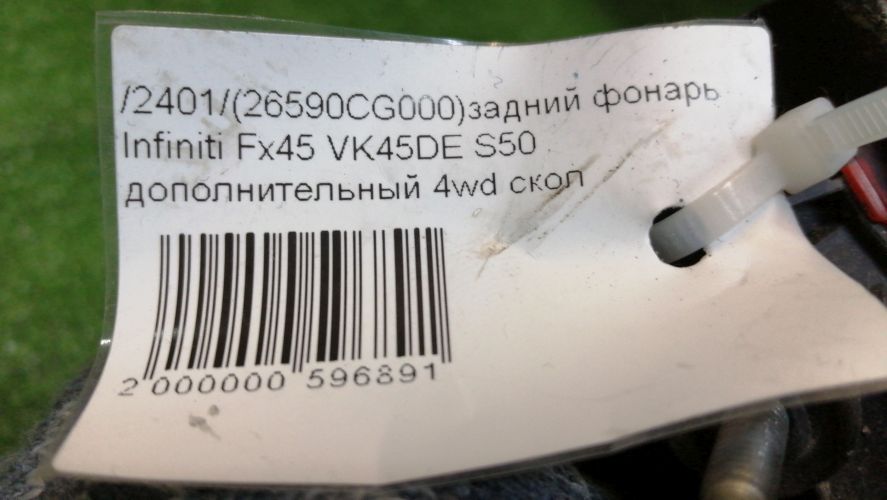 /2401/(26590CG000)задний фонарь
Infiniti Fx45 VK45DE S50
дополнительный 4wd скол
2 000000 596891